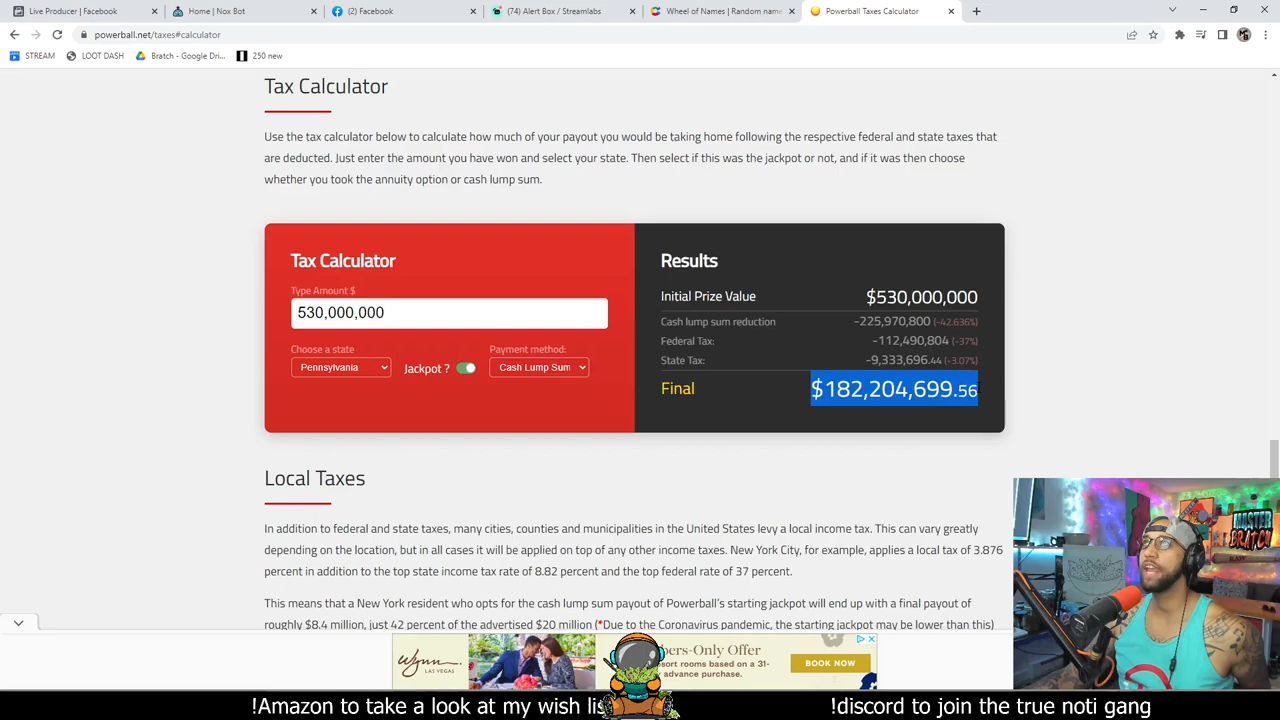 Live Producer | Facebook
Home | Nox Bot
(2) Facebook
(74) Alert Box / Streamlabs
Wheel of Names | Random name
Powerball Taxes Calculator
powerball.net/taxes#calculator
STREAM
LOOT DASH
Bratch - Google Dri...
250 new
Tax Calculator
Use the tax calculator below to calculate how much of your payout you would be taking home following the respective federal and state taxes that
are deducted. Just enter the amount you have won and select your state. Then select if this was the jackpot or not, and if it was then choose
whether you took the annuity option or cash lump sum.
Tax Calculator
Type Amount $
530,000,000
Choose a state
Pennsylvania
Jackpot ?
Payment method:
Cash Lump Sum
Results
Initial Prize Value $530,000,000
Cash lump sum reduction -225,970,800 (-42.636%)
Federal Tax: -112,490,804 (-37%)
State Tax: -9,333,696.44 (-3.07%)
Final $182,204,699.56
Local Taxes
In addition to federal and state taxes, many cities, counties and municipalities in the United States levy a local income tax. This can vary greatly
depending on the location, but in all cases it will be applied on top of any other income taxes. New York City, for example, applies a local tax of 3.876
percent in addition to the top state income tax rate of 8.82 percent and the top federal rate of 37 percent.
This means that a New York resident who opts for the cash lump sum payout of Powerball's starting jackpot will end up with a final payout of
roughly $8.4 million, just 42 percent of the advertised $20 million (*Due to the Coronavirus pandemic, the starting jackpot may be lower than this)
MASTER
BRATCH
Wynn
LAS VEGAS
bers-Only Offer
sort rooms based on a 31-
y advance purchase.
BOOK NOW
!Amazon to take a look at my wish lis
!discord to join the true noti gang